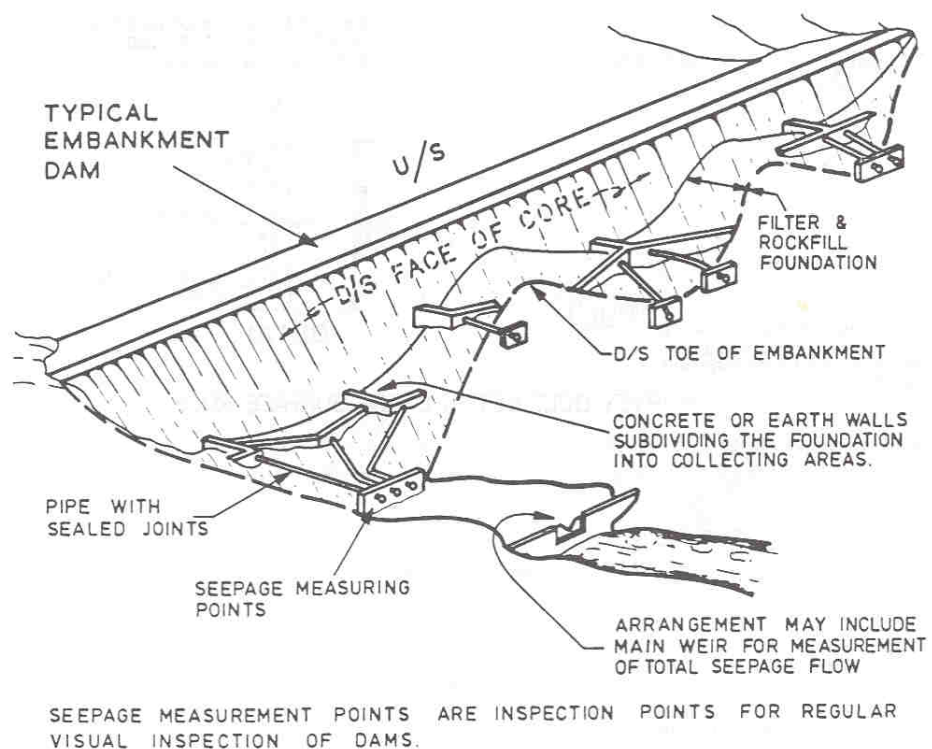 TYPICAL
EMBANKMENT
DAM
U/S
D/S FACE OF CORE
FILTER &
ROCKFILL
FOUNDATION
D/S TOE OF EMBANKMENT
CONCRETE OR EARTH WALLS
SUBDIVIDING THE FOUNDATION
INTO COLLECTING AREAS.
PIPE WITH
SEALED JOINTS
SEEPAGE MEASURING
POINTS
ARRANGEMENT MAY INCLUDE
MAIN WEIR FOR MEASUREMENT
OF TOTAL SEEPAGE FLOW
SEEPAGE MEASUREMENT POINTS ARE INSPECTION POINTS FOR REGULAR
VISUAL INSPECTION OF DAMS.